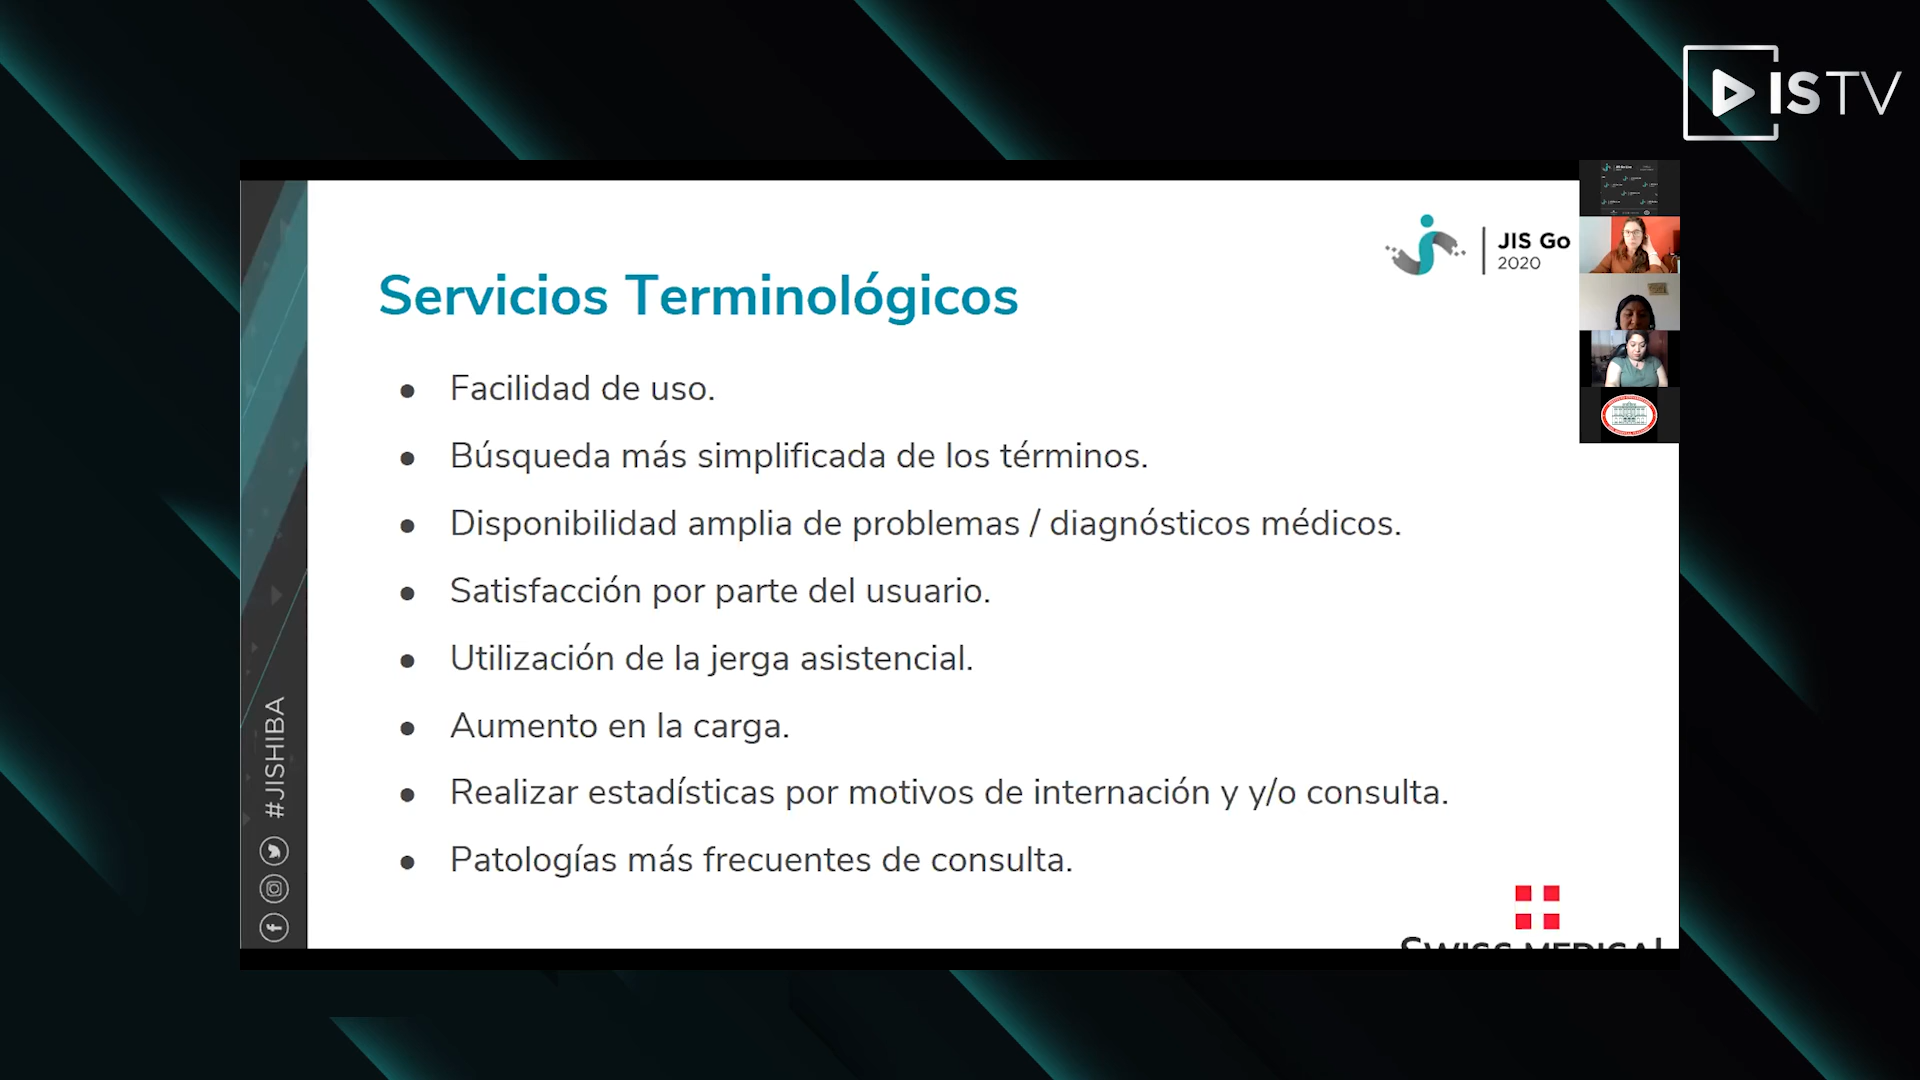 ISTV
JIS Go
2020
Servicios Terminológicos
● Facilidad de uso.
● Búsqueda más simplificada de los términos.
● Disponibilidad amplia de problemas / diagnósticos médicos.
● Satisfacción por parte del usuario.
● Utilización de la jerga asistencial.
● Aumento en la carga.
● Realizar estadísticas por motivos de internación y y/o consulta.
● Patologías más frecuentes de consulta.
#JISHIBA
SWISS MEDICAL